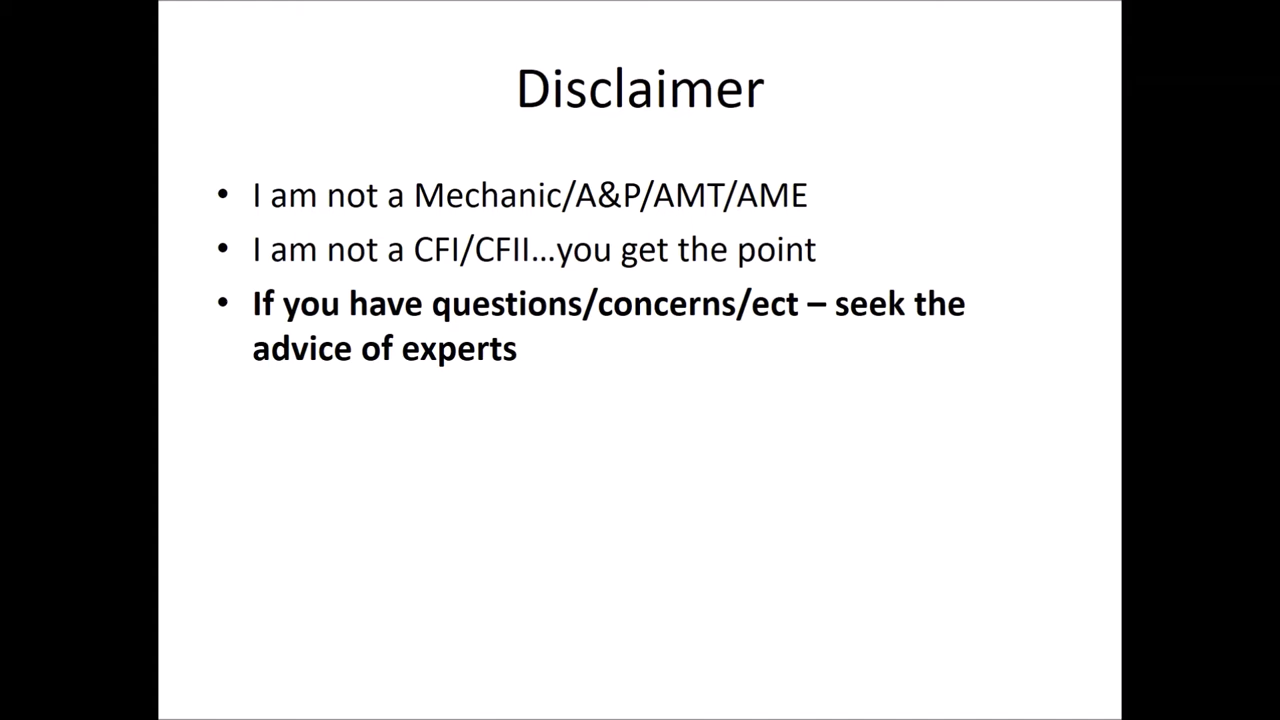 Disclaimer
• I am not a Mechanic/A&P/AMT/AME
• I am not a CFI/CFII...you get the point
• If you have questions/concerns/ect – seek the
advice of experts